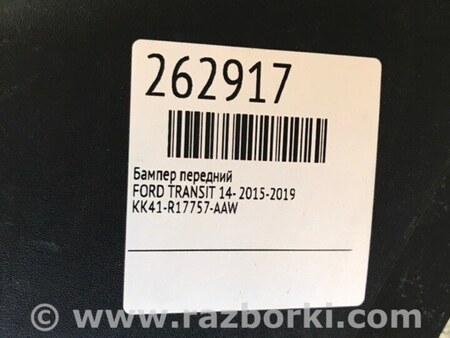 262917
Бампер передний
FORD TRANSIT 14- 2015-2019
KK41-R17757-AAW
© www.razborki.com